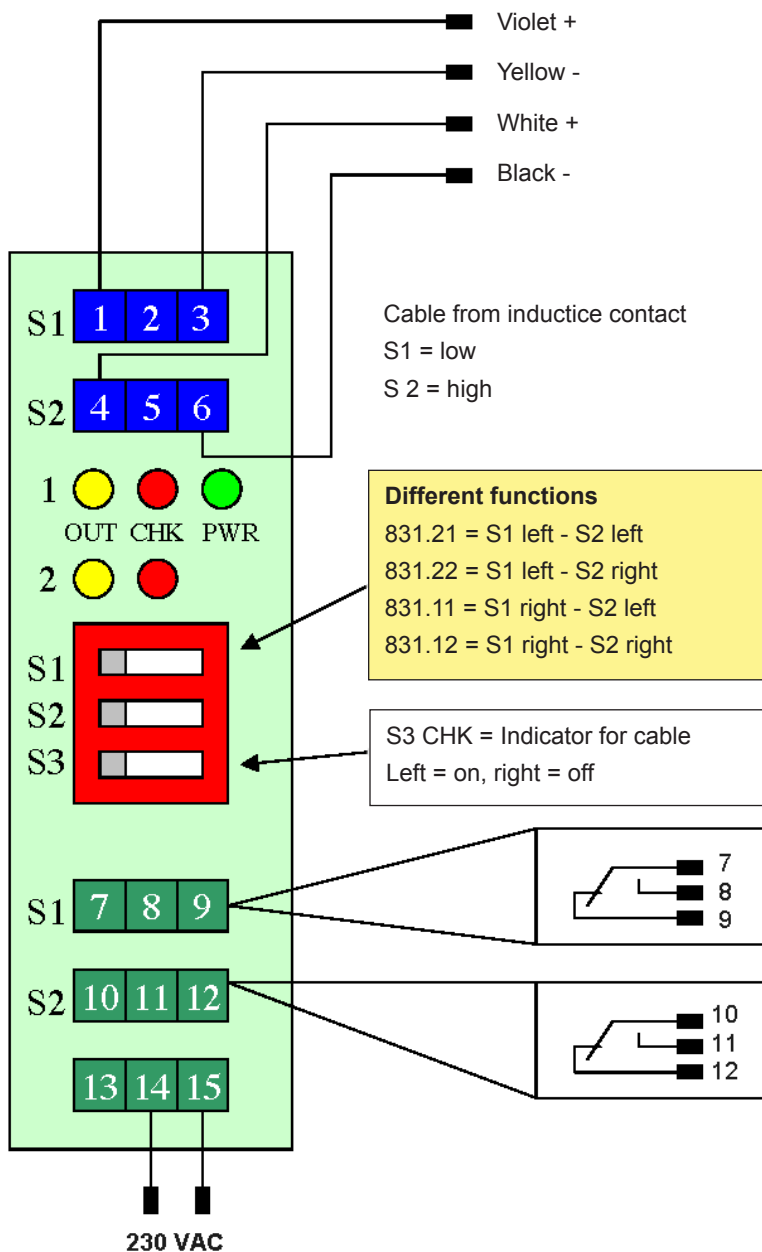 Violet +
Yellow -
White +
Black -
S1 1 2 3
Cable from inductice contact
S1 = low
S 2 = high
S2 4 5 6
1
OUT CHK PWR
2
Different functions
831.21 = S1 left - S2 left
831.22 = S1 left - S2 right
831.11 = S1 right - S2 left
831.12 = S1 right - S2 right
S1
S2
S3
S3 CHK = Indicator for cable
Left = on, right = off
S1 7 8 9
7
8
9
S2 10 11 12
10
11
12
13 14 15
230 VAC